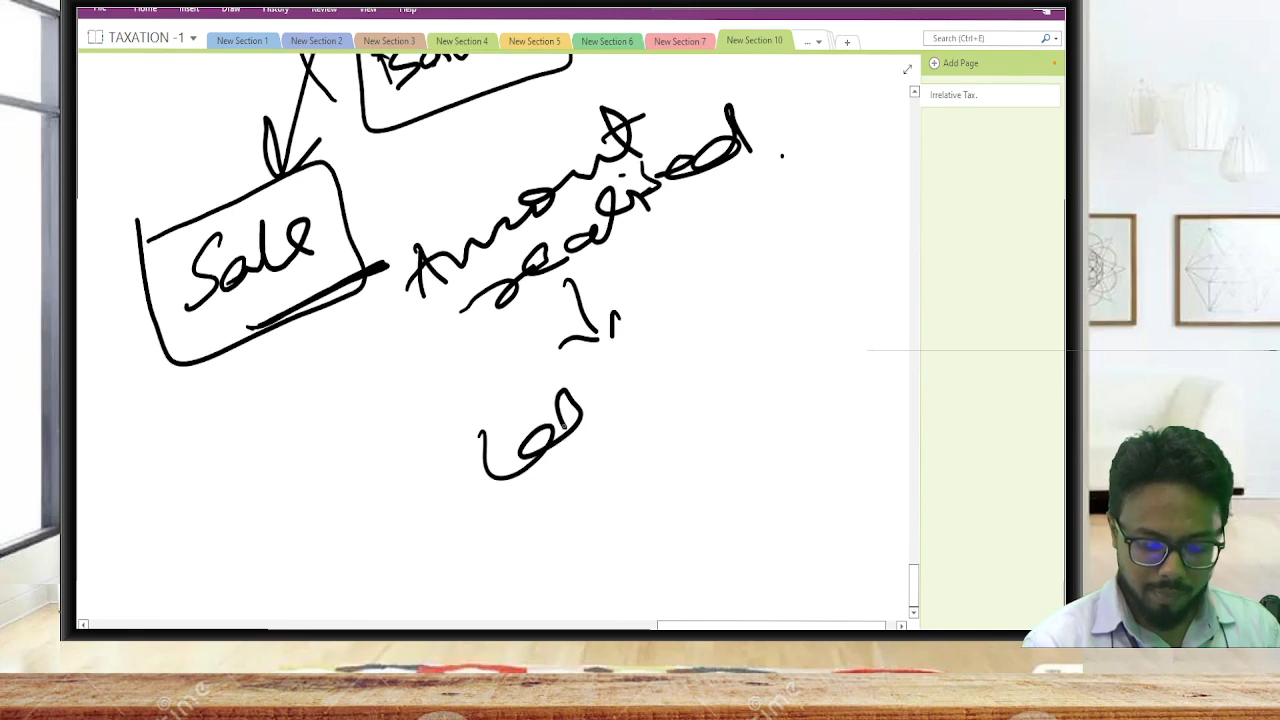 Home Insert Draw History Review View Help
TAXATION -1
New Section 1 New Section 2 New Section 3 New Section 4 New Section 5 New Section 6 New Section 7 New Section 10 ... +
Search (Ctrl+E)
Add Page
Irrelative Tax.
Sale
Amount
realised